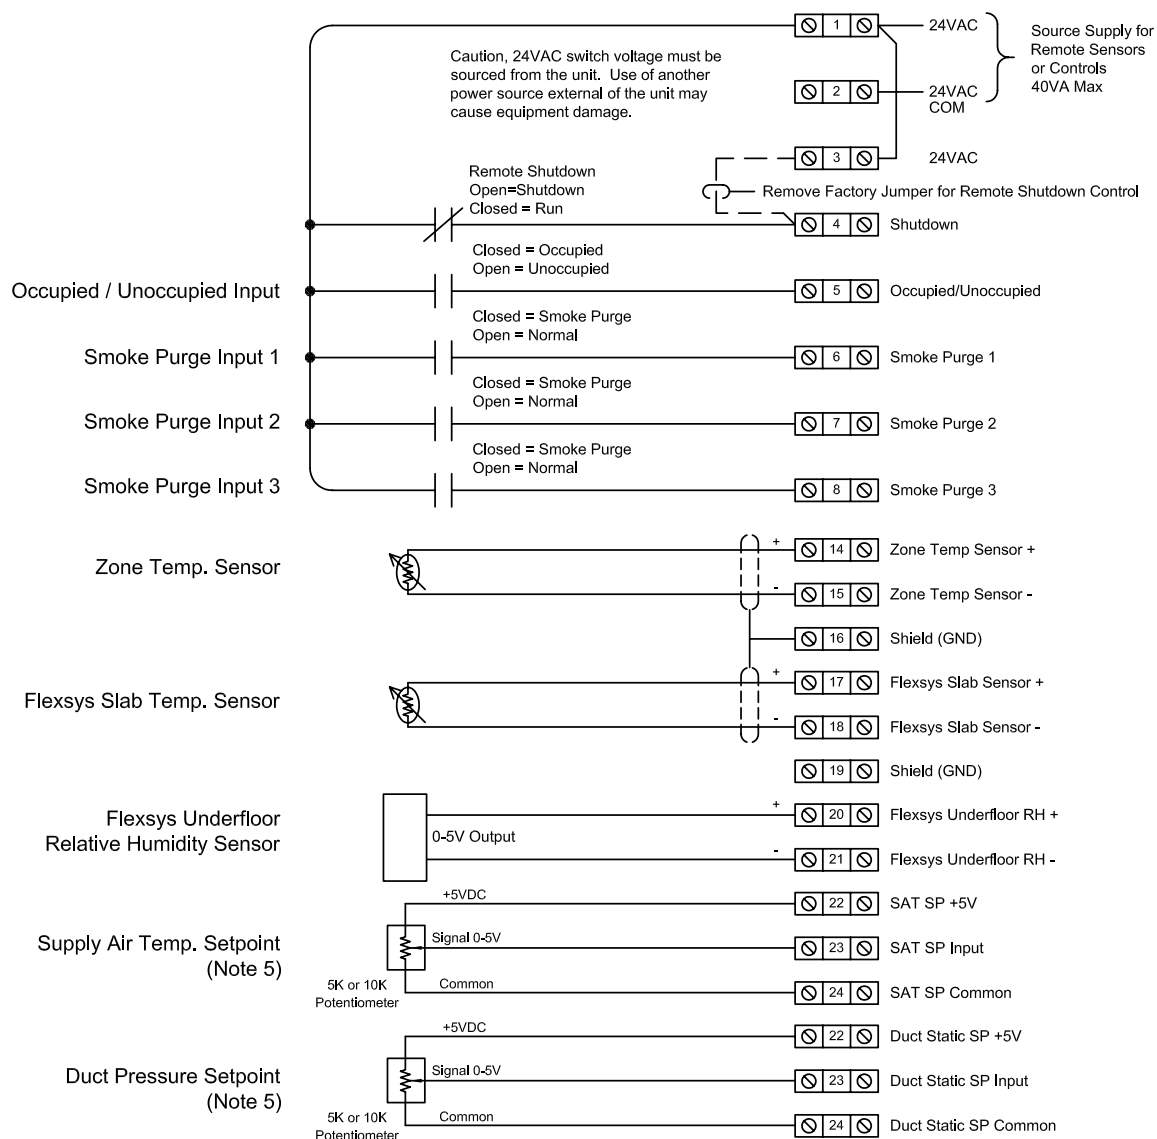 1
24VAC
Source Supply for
Remote Sensors
or Controls
40VA Max
Caution, 24VAC switch voltage must be
sourced from the unit. Use of another
power source external of the unit may
cause equipment damage.
2
24VAC
COM
3
24VAC
Remove Factory Jumper for Remote Shutdown Control
Remote Shutdown
Open=Shutdown
Closed = Run
4
Shutdown
Occupied / Unoccupied Input
Closed = Occupied
Open = Unoccupied
5
Occupied/Unoccupied
Smoke Purge Input 1
Closed = Smoke Purge
Open = Normal
6
Smoke Purge 1
Smoke Purge Input 2
Closed = Smoke Purge
Open = Normal
7
Smoke Purge 2
Smoke Purge Input 3
Closed = Smoke Purge
Open = Normal
8
Smoke Purge 3
Zone Temp. Sensor
+
14
Zone Temp Sensor +
-
15
Zone Temp Sensor -
16
Shield (GND)
Flexsys Slab Temp. Sensor
+
17
Flexsys Slab Sensor +
-
18
Flexsys Slab Sensor -
19
Shield (GND)
Flexsys Underfloor
Relative Humidity Sensor
0-5V Output
+
20
Flexsys Underfloor RH +
-
21
Flexsys Underfloor RH -
Supply Air Temp. Setpoint
(Note 5)
+5VDC
22
SAT SP +5V
Signal 0-5V
23
SAT SP Input
5K or 10K
Potentiometer
Common
24
SAT SP Common
Duct Pressure Setpoint
(Note 5)
+5VDC
22
Duct Static SP +5V
Signal 0-5V
23
Duct Static SP Input
5K or 10K
Potentiometer
Common
24
Duct Static SP Common